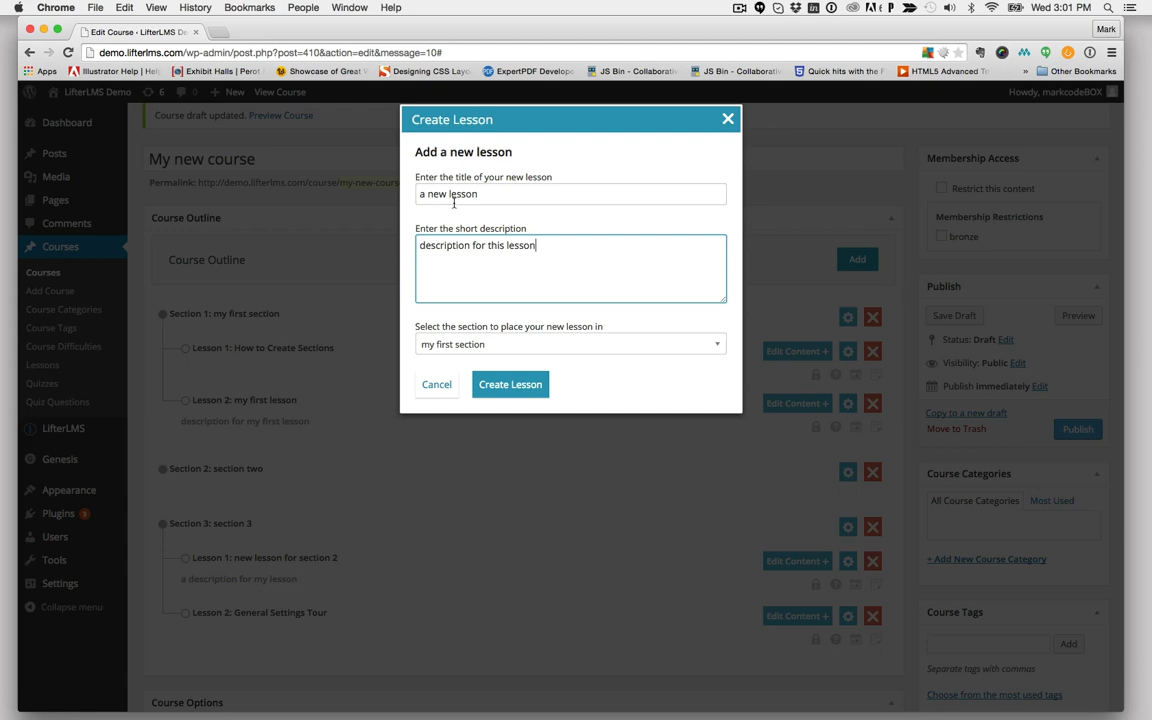 Chrome File Edit View History Bookmarks People Window Help
Wed 3:01 PM
Edit Course ‹ LifterLMS De
Mark
demo.lifterlms.com/wp-admin/post.php?post=410&action=edit&message=10#
Apps Illustrator Help | Hel Exhibit Halls | Perot Showcase of Great Designing CSS Layo ExpertPDF Develop JS Bin - Collaborati JS Bin - Collaborati Quick hits with the HTML5 Advanced » Other Bookmarks
LifterLMS Demo 6 0 + New View Course
Howdy, markcodeBOX
Course draft updated. Preview Course
Dashboard
Posts
Media
Pages
Comments
Courses
Courses
Add Course
Course Categories
Course Tags
Course Difficulties
Lessons
Quizzes
Quiz Questions
LifterLMS
Genesis
Appearance
Plugins 3
Users
Tools
Settings
Collapse menu
My new course
Permalink: http://demo.lifterlms.com/course/my-new-cours
Course Outline
Course Outline
Add
Section 1: my first section
Lesson 1: How to Create Sections
Edit Content +
Lesson 2: my first lesson
Edit Content +
description for my first lesson
Section 2: section two
Section 3: section 3
Lesson 1: new lesson for section 2
Edit Content +
a description for my lesson
Lesson 2: General Settings Tour
Edit Content +
Course Options
Create Lesson
Add a new lesson
Enter the title of your new lesson
a new lesson
Enter the short description
description for this lesson
Select the section to place your new lesson in
my first section
Cancel
Create Lesson
Membership Access
Restrict this content
Membership Restrictions
bronze
Publish
Save Draft
Preview
Status: Draft Edit
Visibility: Public Edit
Publish immediately Edit
Copy to a new draft
Move to Trash
Publish
Course Categories
All Course Categories Most Used
+ Add New Course Category
Course Tags
Add
Separate tags with commas
Choose from the most used tags